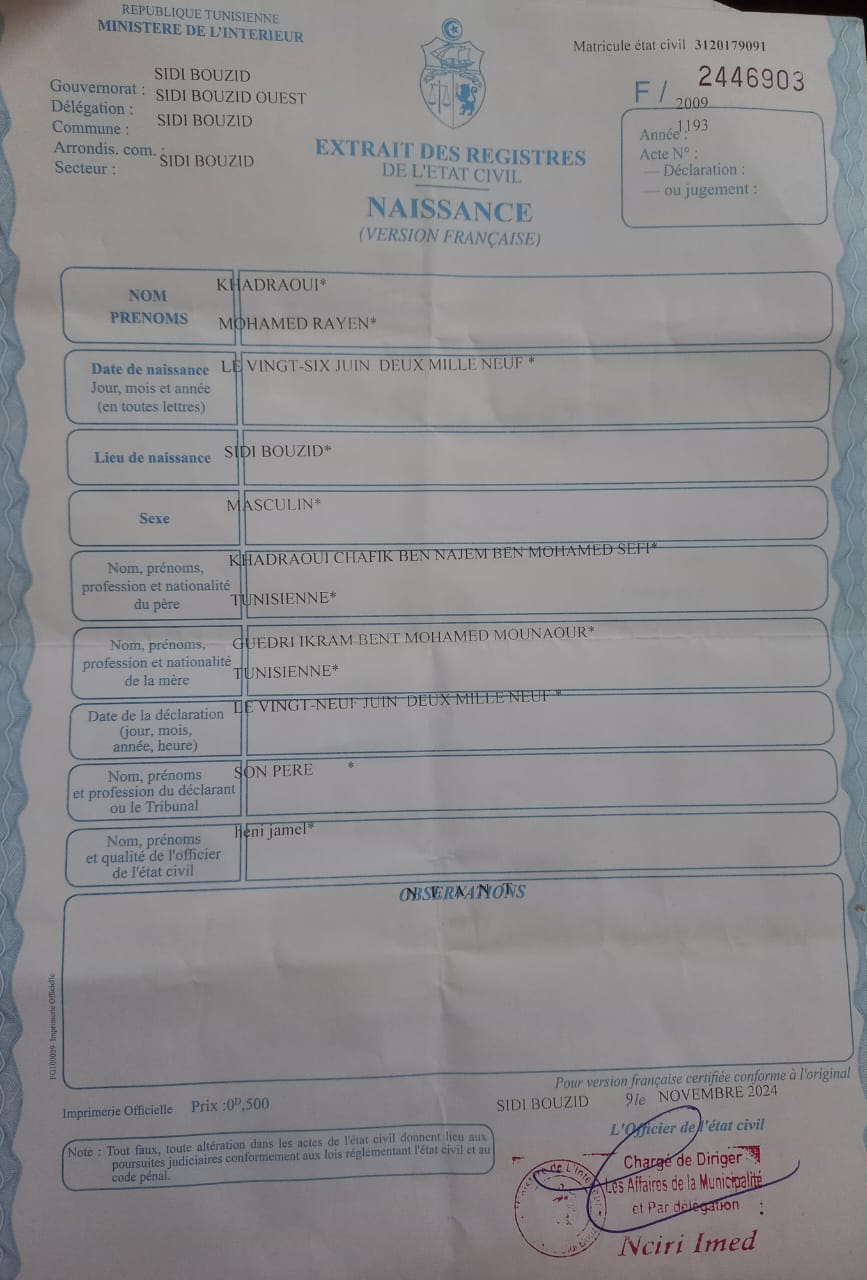 REPUBLIQUE TUNISIENNE
MINISTERE DE L'INTERIEUR
Matricule état civil 3120179091
Gouvernorat : SIDI BOUZID
Délégation : SIDI BOUZID OUEST
Commune : SIDI BOUZID
Arrondis. com. :
Secteur : SIDI BOUZID
F / 2446903
2009
Année :
1193
Acte N° :
— Déclaration :
— ou jugement :
EXTRAIT DES REGISTRES
DE L'ETAT CIVIL
NAISSANCE
(VERSION FRANÇAISE)
NOM
PRENOMS
KHADRAOUI*
MOHAMED RAYEN*
Date de naissance
Jour, mois et année
(en toutes lettres)
LE VINGT-SIX JUIN DEUX MILLE NEUF *
Lieu de naissance
SIDI BOUZID*
Sexe
MASCULIN*
Nom, prénoms,
profession et nationalité
du père
KHADRAOUI CHAFIK BEN NAJEM BEN MOHAMED SEFI*
TUNISIENNE*
Nom, prénoms,
profession et nationalité
de la mère
GUEDRI IKRAM BENT MOHAMED MOUNAOUR*
TUNISIENNE*
Date de la déclaration
(jour, mois,
année, heure)
LE VINGT-NEUF JUIN DEUX MILLE NEUF *
Nom, prénoms
et profession du déclarant
ou le Tribunal
SON PERE *
Nom, prénoms
et qualité de l'officier
de l'état civil
heni jamel*
OBSERVATIONS
N E A N T
FG100059 Imprimerie Officielle
Pour version française certifiée conforme à l'original
Imprimerie Officielle Prix :0ᴰ,500
SIDI BOUZID 9le NOVEMBRE 2024
L'Officier de l'état civil
Note : Tout faux, toute altération dans les actes de l'état civil donnent lieu aux
poursuites judiciaires conformement aux lois réglementant l'état civil et au
code pénal.
Chargé de Diriger
Les Affaires de la Municipalité
et Par délégation :
Nciri Imed